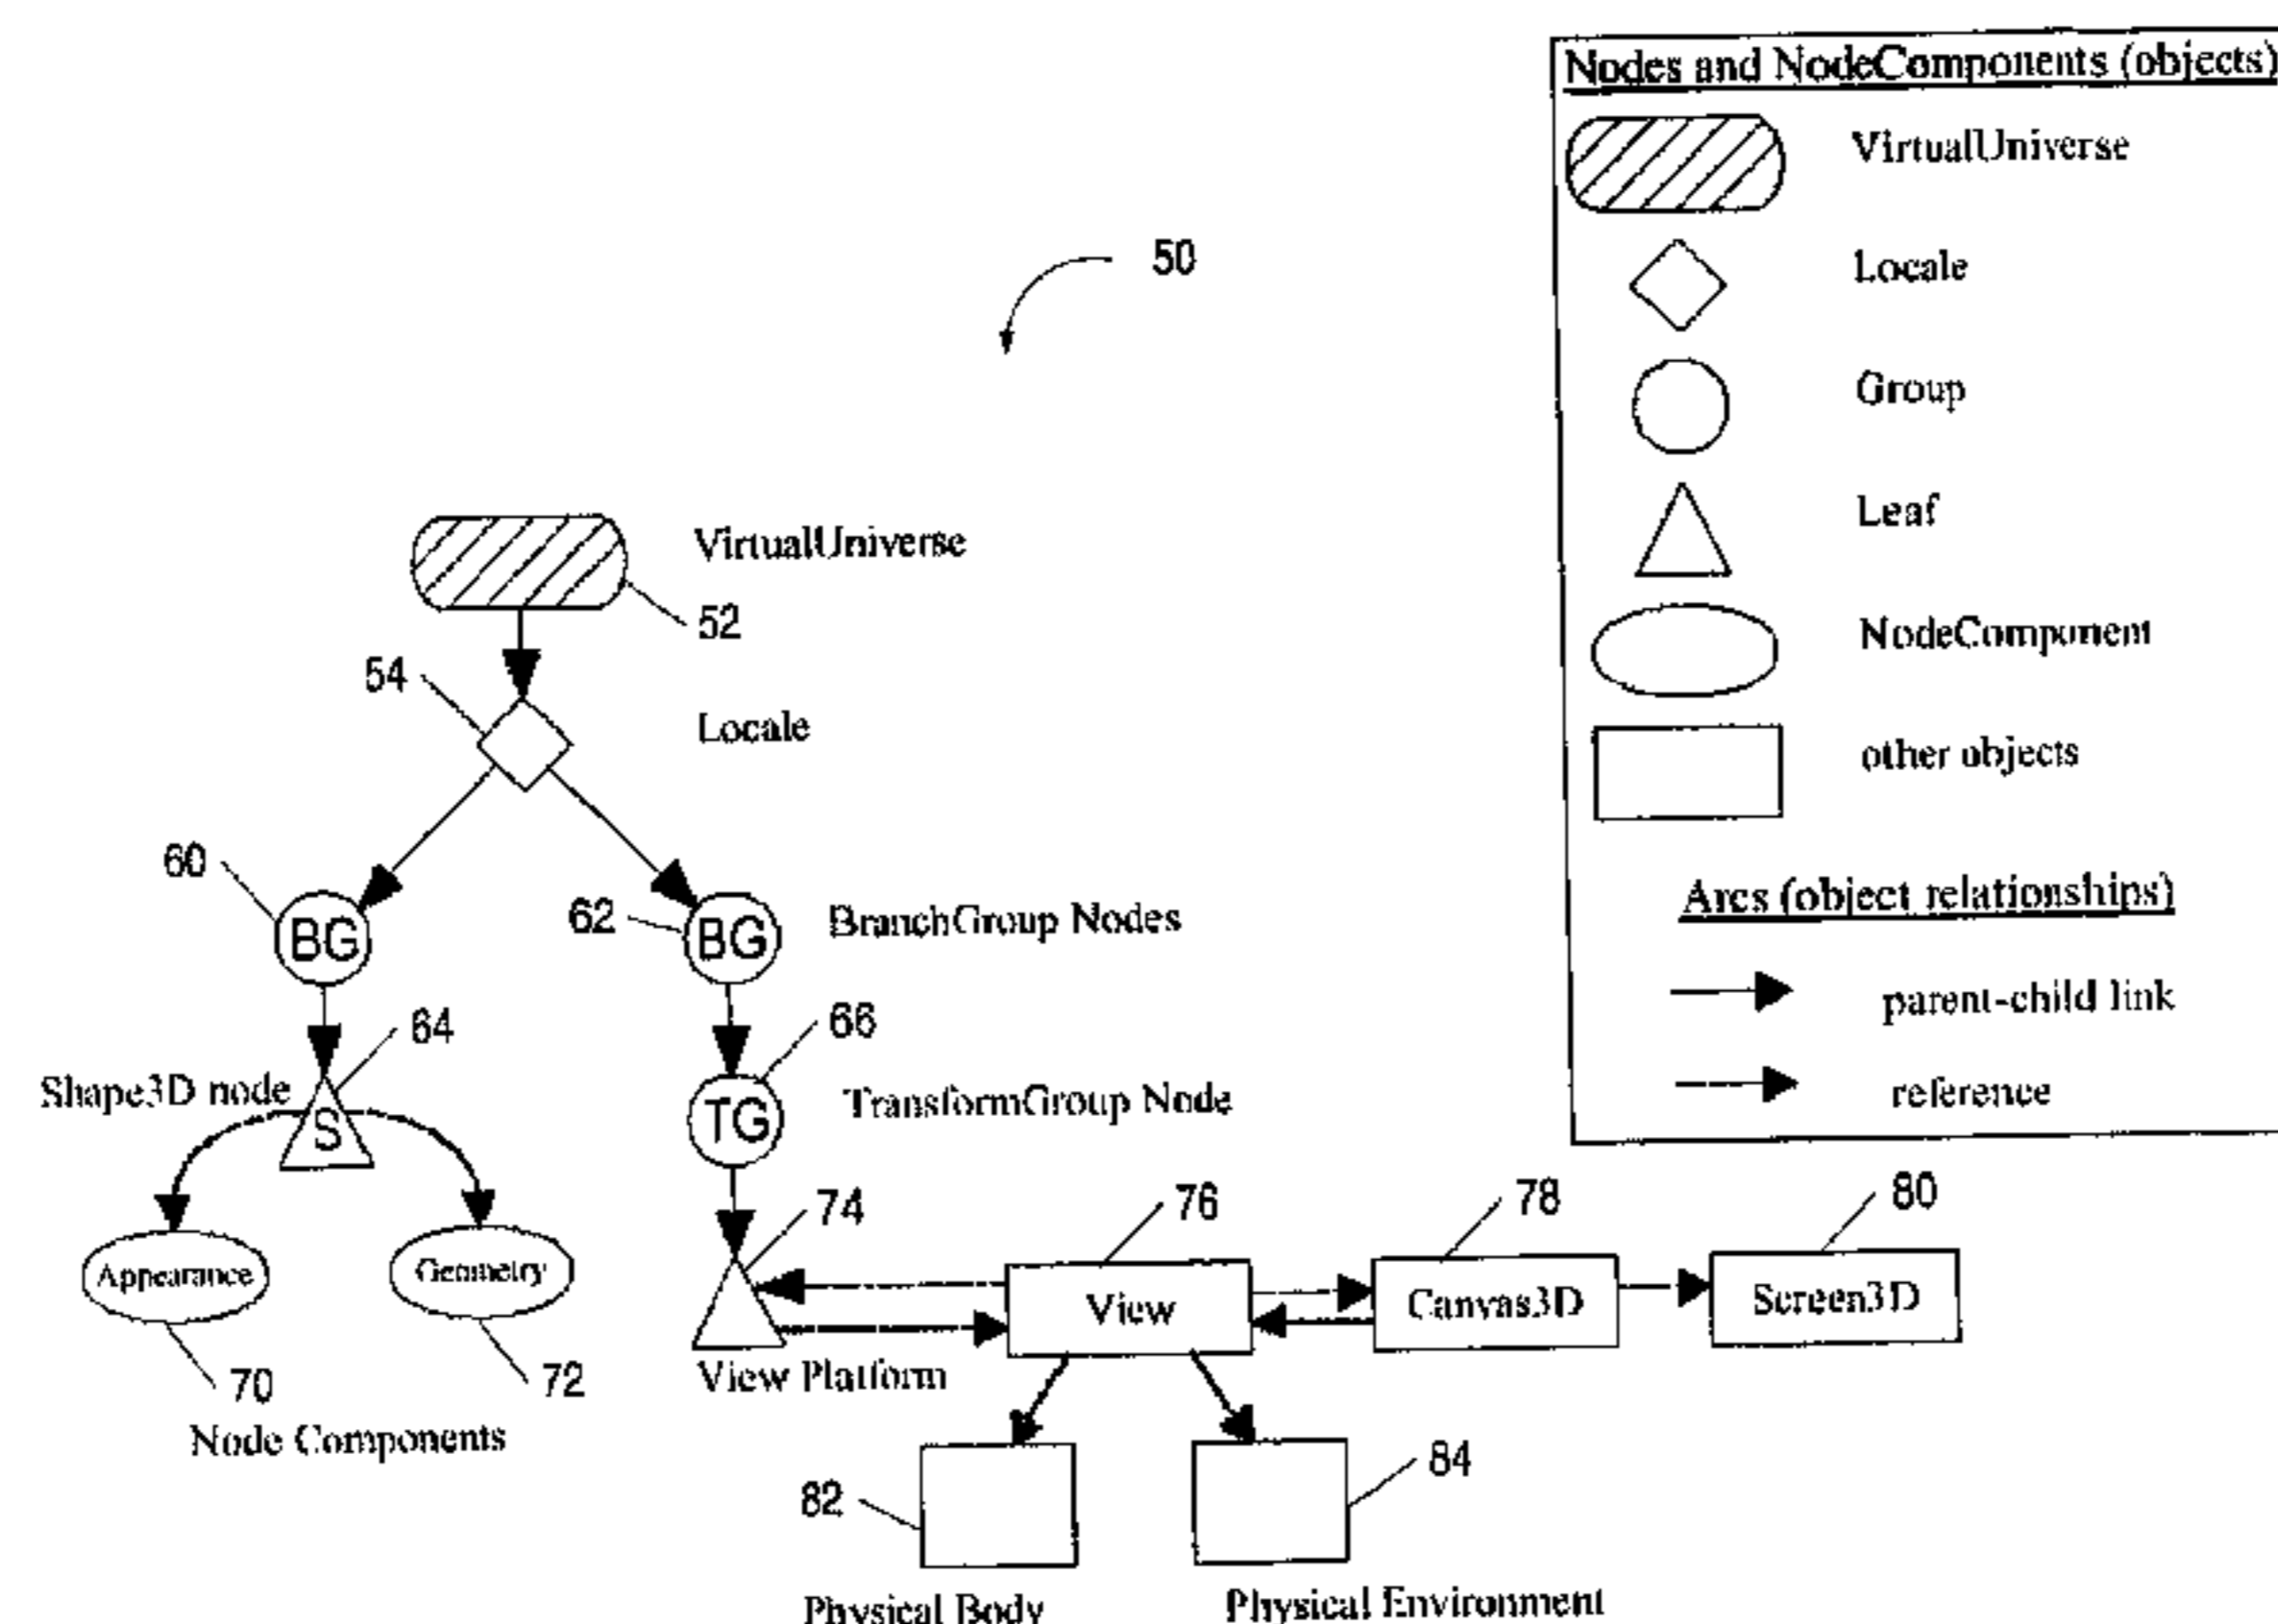 Nodes and NodeComponents (objects)
VirtualUniverse
Locale
Group
Leaf
NodeComponent
other objects
Arcs (object relationships)
parent-child link
reference
50
VirtualUniverse
52
54
Locale
60
BG
62
BG
BranchGroup Nodes
64
66
Shape3D node
S
TG
TransformGroup Node
74
76
78
80
Appearance
Geometry
View
Canvas3D
Screen3D
70
72
View Platform
Node Components
82
84
Physical Body
Physical Environment